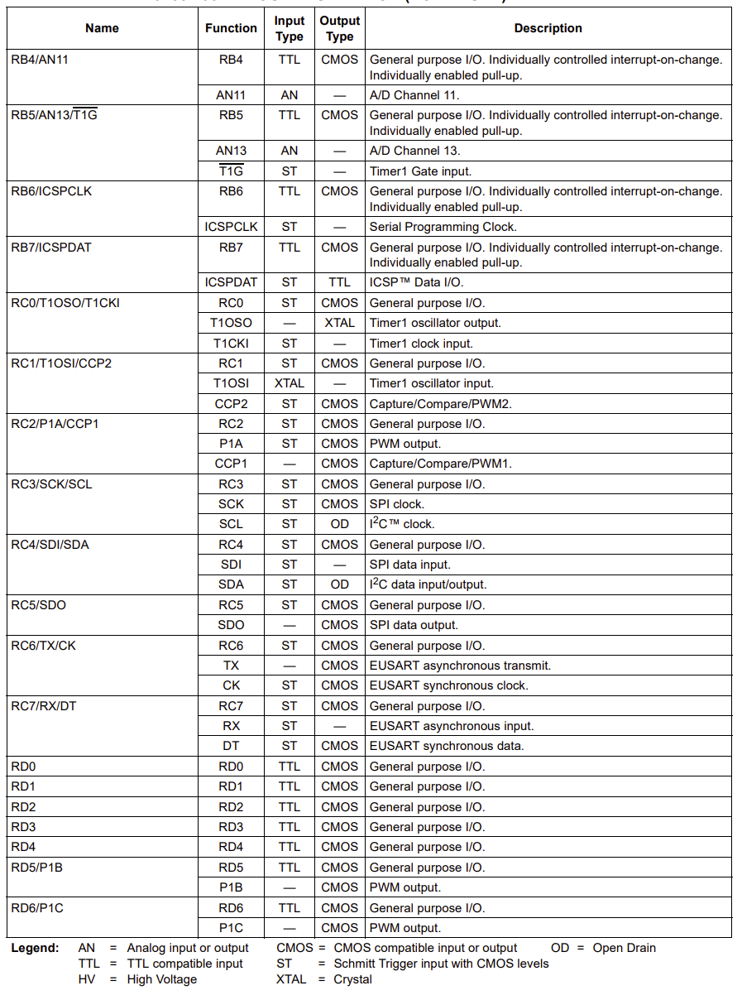 Name Function Input Type Output Type Description
RB4/AN11 RB4 TTL CMOS General purpose I/O. Individually controlled interrupt-on-change.
Individually enabled pull-up.
AN11 AN — A/D Channel 11.
RB5/AN13/T1G RB5 TTL CMOS General purpose I/O. Individually controlled interrupt-on-change.
Individually enabled pull-up.
AN13 AN — A/D Channel 13.
T1G ST — Timer1 Gate input.
RB6/ICSPCLK RB6 TTL CMOS General purpose I/O. Individually controlled interrupt-on-change.
Individually enabled pull-up.
ICSPCLK ST — Serial Programming Clock.
RB7/ICSPDAT RB7 TTL CMOS General purpose I/O. Individually controlled interrupt-on-change.
Individually enabled pull-up.
ICSPDAT ST TTL ICSP™ Data I/O.
RC0/T1OSO/T1CKI RC0 ST CMOS General purpose I/O.
T1OSO — XTAL Timer1 oscillator output.
T1CKI ST — Timer1 clock input.
RC1/T1OSI/CCP2 RC1 ST CMOS General purpose I/O.
T1OSI XTAL — Timer1 oscillator input.
CCP2 ST CMOS Capture/Compare/PWM2.
RC2/P1A/CCP1 RC2 ST CMOS General purpose I/O.
P1A ST CMOS PWM output.
CCP1 — CMOS Capture/Compare/PWM1.
RC3/SCK/SCL RC3 ST CMOS General purpose I/O.
SCK ST CMOS SPI clock.
SCL ST OD I²C™ clock.
RC4/SDI/SDA RC4 ST CMOS General purpose I/O.
SDI ST — SPI data input.
SDA ST OD I²C data input/output.
RC5/SDO RC5 ST CMOS General purpose I/O.
SDO — CMOS SPI data output.
RC6/TX/CK RC6 ST CMOS General purpose I/O.
TX — CMOS EUSART asynchronous transmit.
CK ST CMOS EUSART synchronous clock.
RC7/RX/DT RC7 ST CMOS General purpose I/O.
RX ST — EUSART asynchronous input.
DT ST CMOS EUSART synchronous data.
RD0 RD0 TTL CMOS General purpose I/O.
RD1 RD1 TTL CMOS General purpose I/O.
RD2 RD2 TTL CMOS General purpose I/O.
RD3 RD3 TTL CMOS General purpose I/O.
RD4 RD4 TTL CMOS General purpose I/O.
RD5/P1B RD5 TTL CMOS General purpose I/O.
P1B — CMOS PWM output.
RD6/P1C RD6 TTL CMOS General purpose I/O.
P1C — CMOS PWM output.
Legend: AN = Analog input or output CMOS = CMOS compatible input or output OD = Open Drain
TTL = TTL compatible input ST = Schmitt Trigger input with CMOS levels
HV = High Voltage XTAL = Crystal